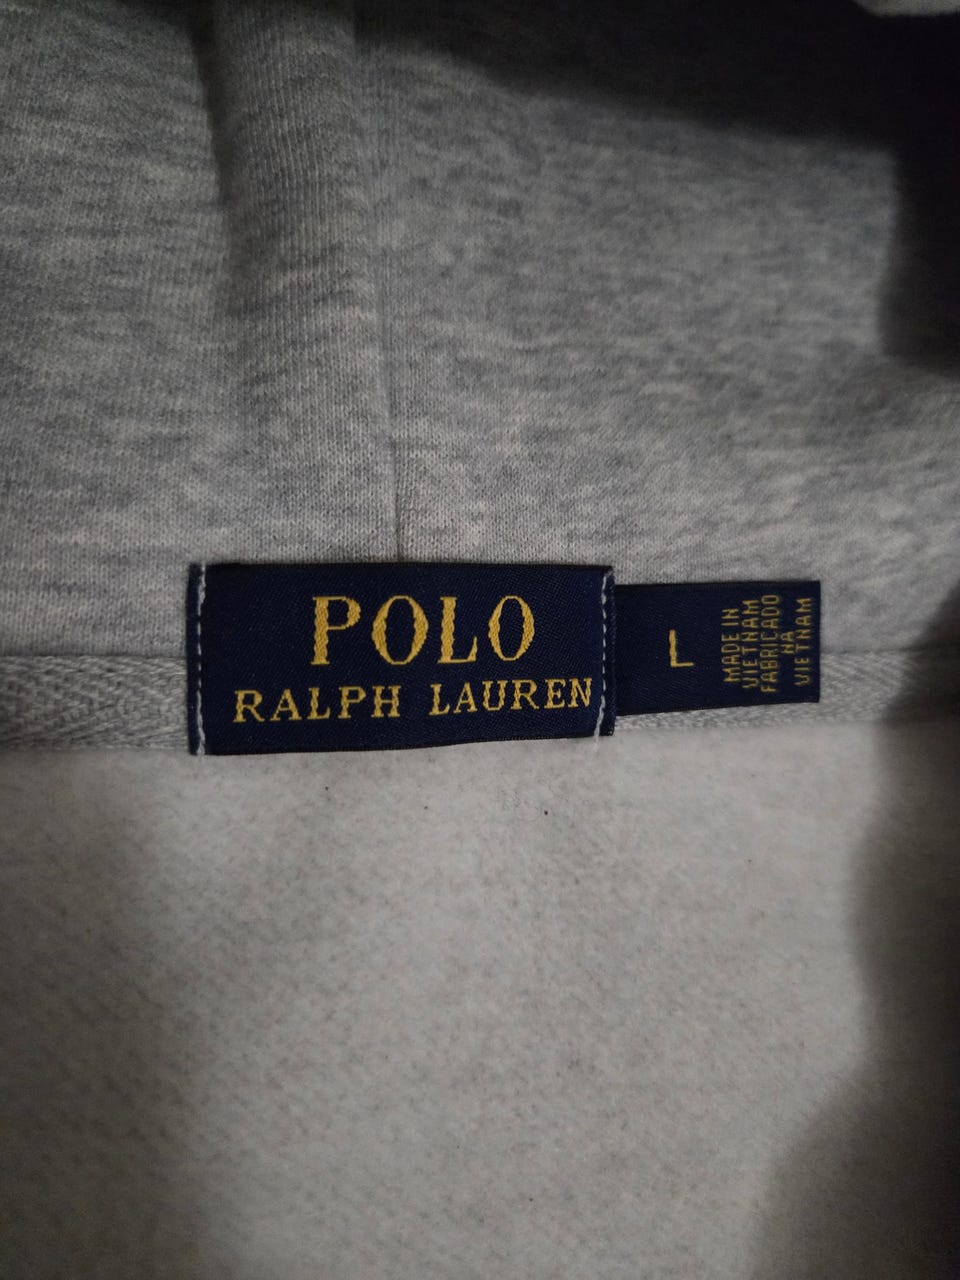 POLO
RALPH LAUREN
L
MADE IN
VIETNAM
FABRICADO
NA
VIETNAM